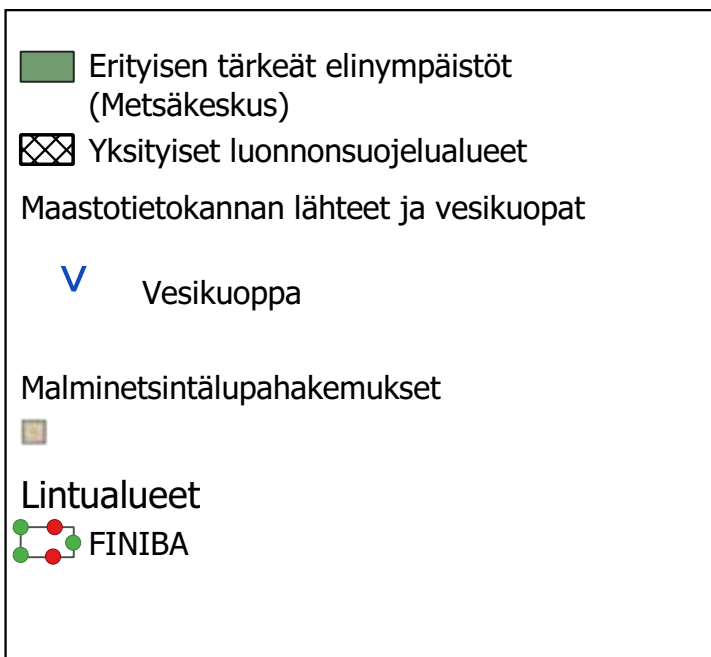 Erityisen tärkeät elinympäistöt
(Metsäkeskus)
Yksityiset luonnonsuojelualueet
Maastotietokannan lähteet ja vesikuopat
V Vesikuoppa
Malminetsintälupahakemukset
Lintualueet
FINIBA